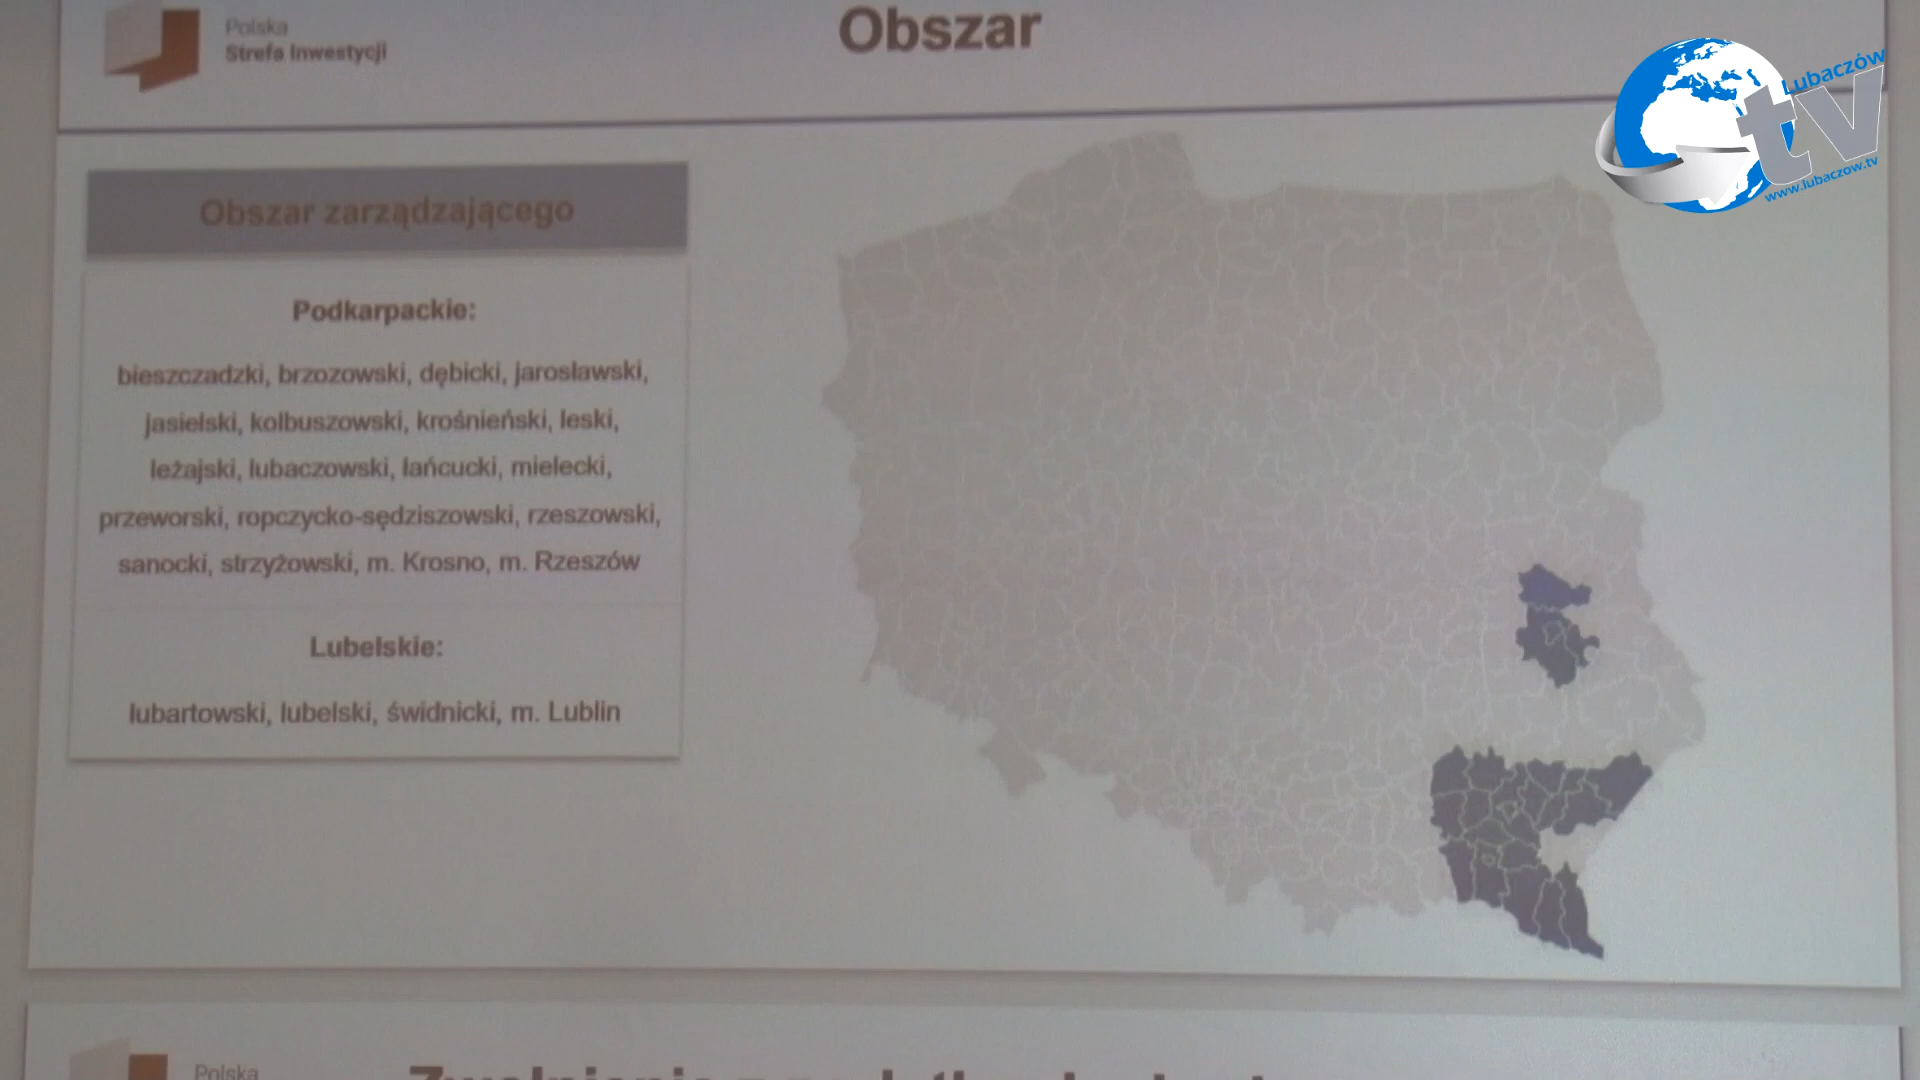 Polska
Strefa Inwestycji
Obszar
Lubaczów
tv
www.lubaczow.tv
Obszar zarządzającego
Podkarpackie:
bieszczadzki, brzozowski, dębicki, jarosławski,
jasielski, kolbuszowski, krośnieński, leski,
leżajski, lubaczowski, łańcucki, mielecki,
przeworski, ropczycko-sędziszowski, rzeszowski,
sanocki, strzyżowski, m. Krosno, m. Rzeszów
Lubelskie:
lubartowski, lubelski, świdnicki, m. Lublin
Polska